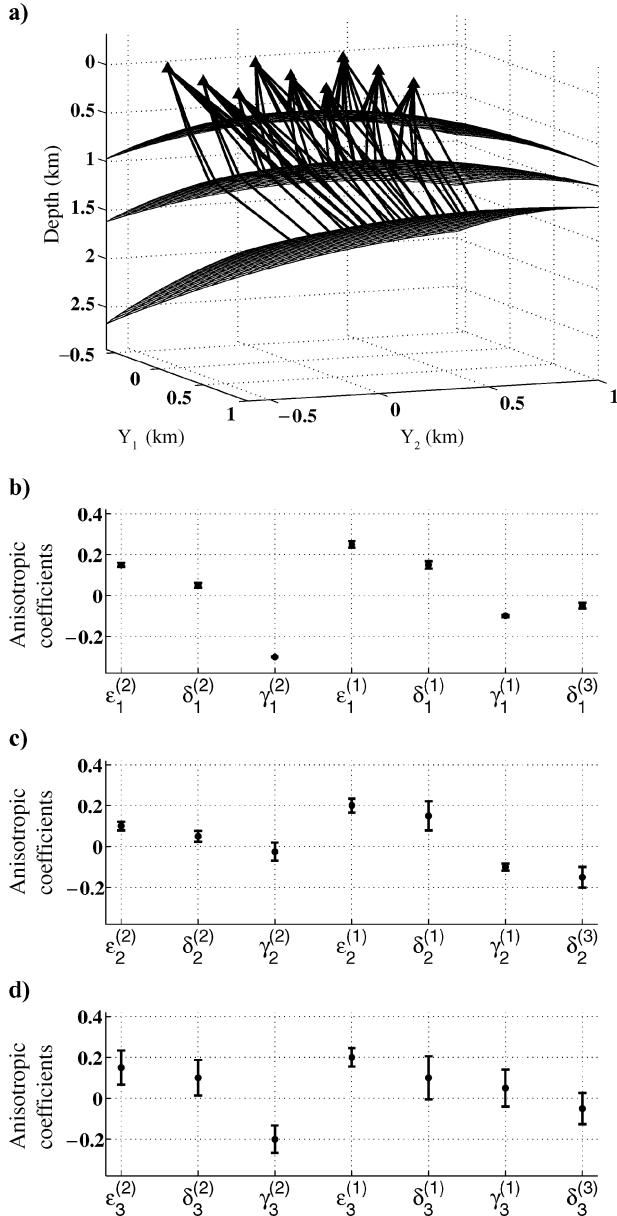 a)
0
0.5
1
1.5
2
2.5
Depth (km)
−0.5
0
0.5
1
Y₁ (km)
−0.5
0
0.5
1
Y₂ (km)
b)
0.4
0.2
0
−0.2
Anisotropic
coefficients
ε₁⁽²⁾ δ₁⁽²⁾ γ₁⁽²⁾ ε₁⁽¹⁾ δ₁⁽¹⁾ γ₁⁽¹⁾ δ₁⁽³⁾
c)
0.4
0.2
0
−0.2
Anisotropic
coefficients
ε₂⁽²⁾ δ₂⁽²⁾ γ₂⁽²⁾ ε₂⁽¹⁾ δ₂⁽¹⁾ γ₂⁽¹⁾ δ₂⁽³⁾
d)
0.4
0.2
0
−0.2
Anisotropic
coefficients
ε₃⁽²⁾ δ₃⁽²⁾ γ₃⁽²⁾ ε₃⁽¹⁾ δ₃⁽¹⁾ γ₃⁽¹⁾ δ₃⁽³⁾